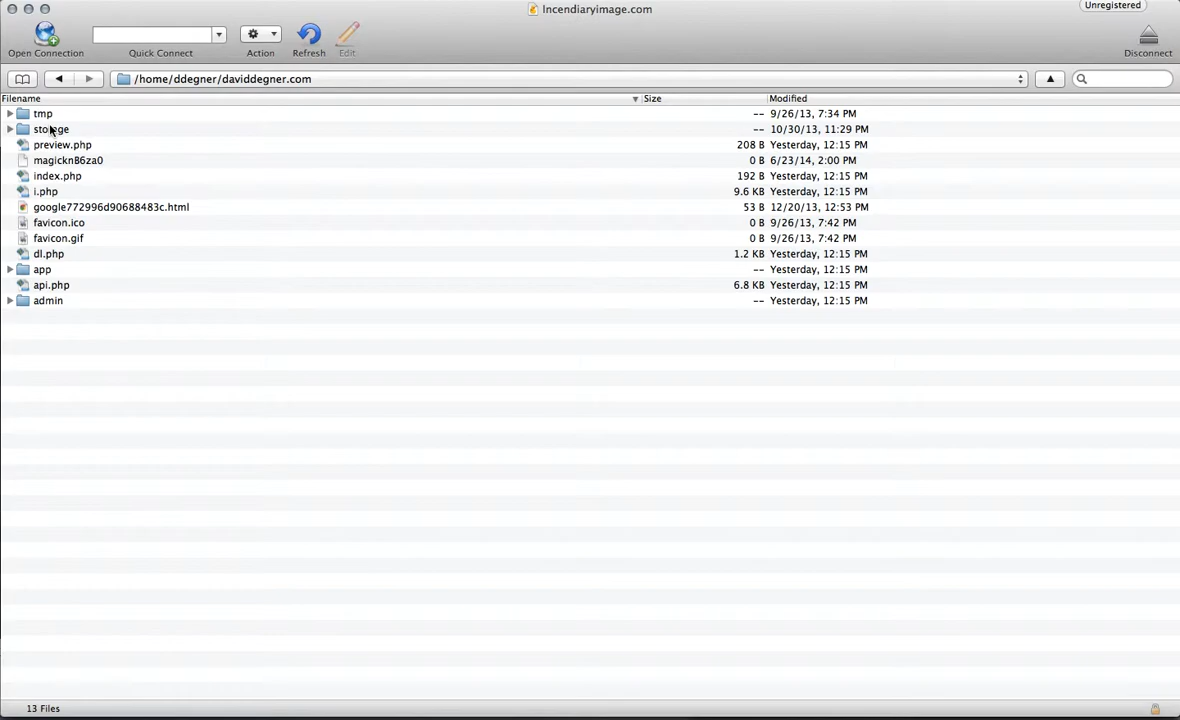 Incendiaryimage.com
Unregistered
Open Connection
Quick Connect
Action
Refresh
Edit
Disconnect
/home/ddegner/daviddegner.com
Filename Size Modified
tmp -- 9/26/13, 7:34 PM
storage -- 10/30/13, 11:29 PM
preview.php 208 B Yesterday, 12:15 PM
magicknB6za0 0 B 6/23/14, 2:00 PM
index.php 192 B Yesterday, 12:15 PM
i.php 9.6 KB Yesterday, 12:15 PM
google772996d90688483c.html 53 B 12/20/13, 12:53 PM
favicon.ico 0 B 9/26/13, 7:42 PM
favicon.gif 0 B 9/26/13, 7:42 PM
dl.php 1.2 KB Yesterday, 12:15 PM
app -- Yesterday, 12:15 PM
api.php 6.8 KB Yesterday, 12:15 PM
admin -- Yesterday, 12:15 PM
13 Files